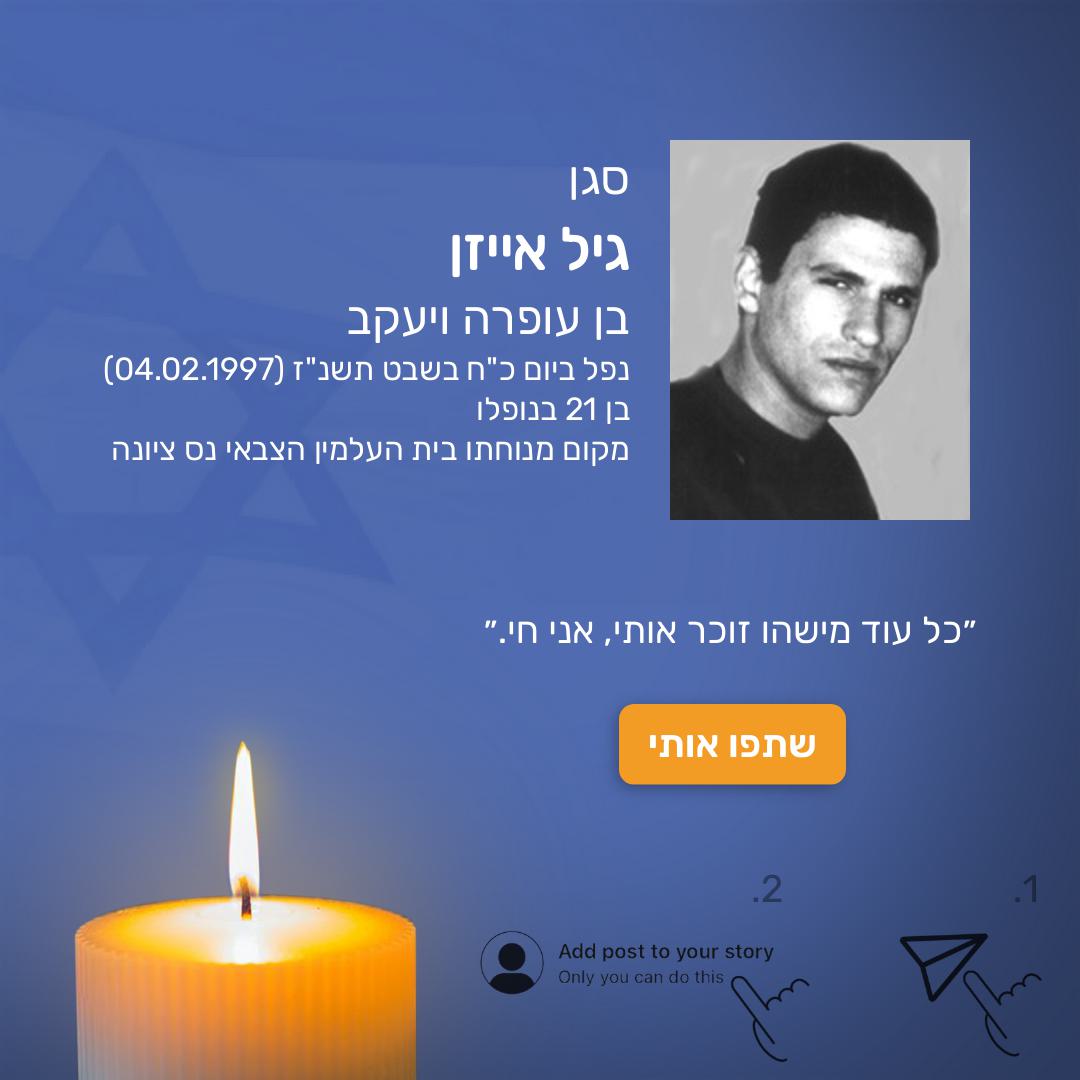 סגן
גיל אייזן
בן עופרה ויעקב
נפל ביום כ"ח בשבט תשנ"ז (04.02.1997)
בן 21 בנופלו
מקום מנוחתו בית העלמין הצבאי נס ציונה
״כל עוד מישהו זוכר אותי, אני חי.״
שתפו אותי
1.
2.
Add post to your story
Only you can do this